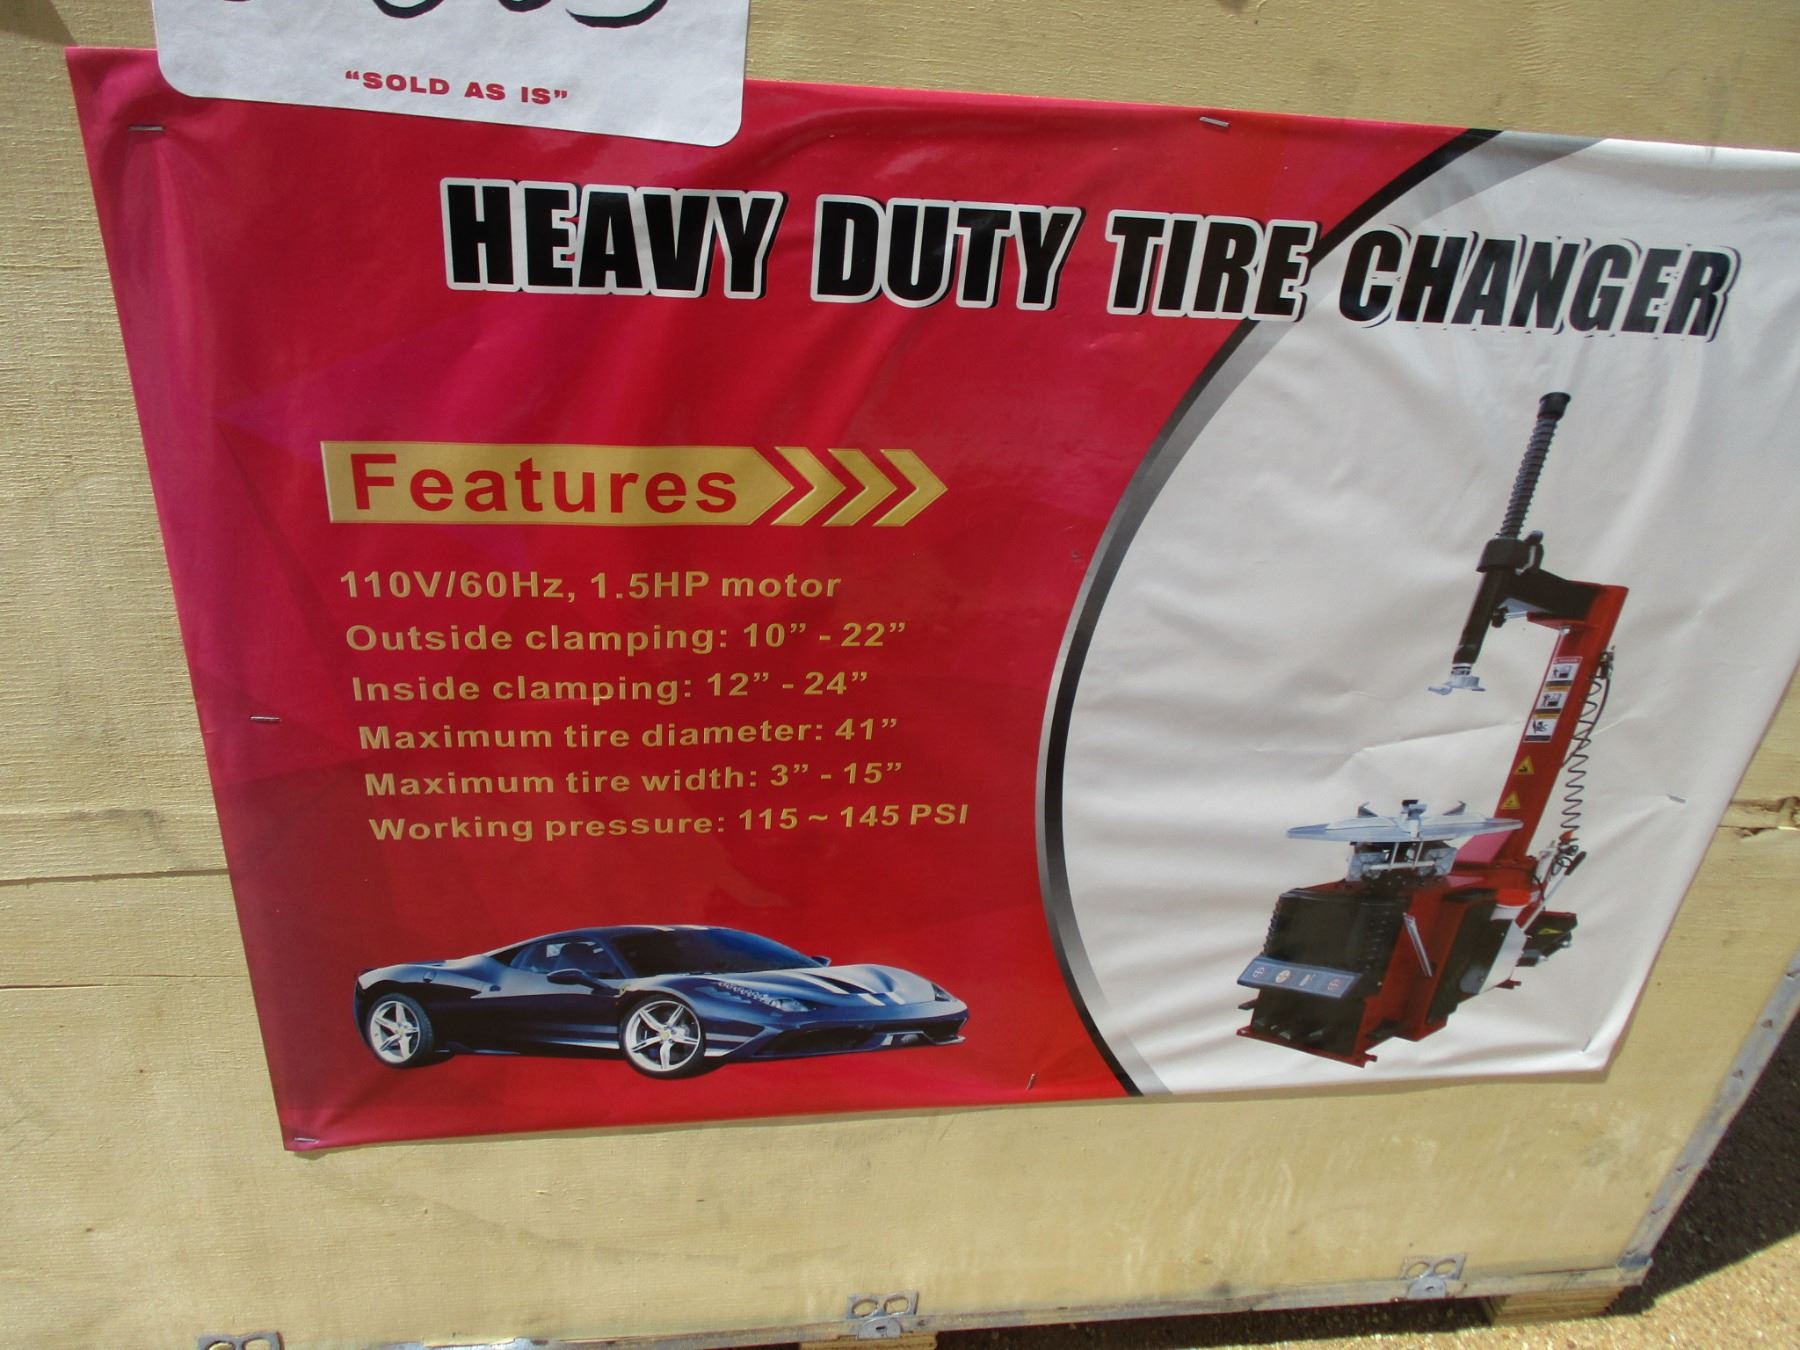 "SOLD AS IS"
HEAVY DUTY TIRE CHANGER
Features
110V/60Hz, 1.5HP motor
Outside clamping: 10” - 22”
Inside clamping: 12” - 24”
Maximum tire diameter: 41”
Maximum tire width: 3” - 15”
Working pressure: 115 ~ 145 PSI